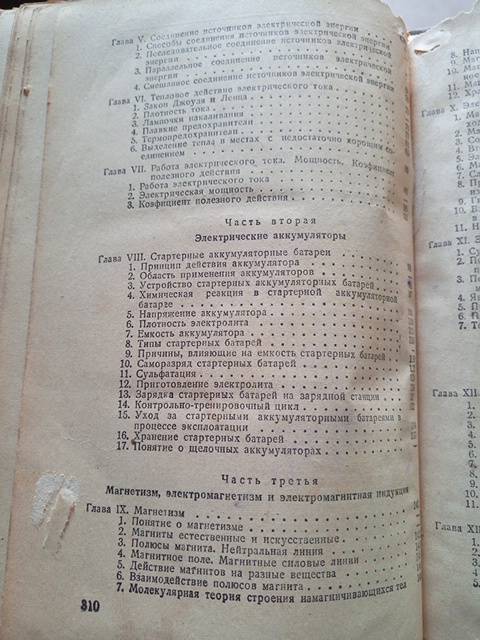 Глава V. Соединение источников электрической энергии
1. Способы соединения источников электрической энергии
2. Последовательное соединение источников электрической
энергии
3. Параллельное соединение источников электрической
энергии
4. Смешанное соединение источников электрической энергии
Глава VI. Тепловое действие электрического тока
1. Закон Джоуля и Ленца
2. Плотность тока
3. Лампочки накаливания
4. Плавкие предохранители
5. Термопредохранители
6. Выделение тепла в местах с недостаточно хорошим со-
единением
Глава VII. Работа электрического тока. Мощность. Коэфициент
полезного действия
1. Работа электрического тока
2. Электрическая мощность
3. Коэфициент полезного действия
Часть вторая
Электрические аккумуляторы
Глава VIII. Стартерные аккумуляторные батареи
1. Принцип действия аккумулятора
2. Область применения аккумуляторов
3. Устройство стартерных аккумуляторных батарей
4. Химическая реакция в стартерной аккумуляторной
батарее
5. Напряжение аккумулятора
6. Плотность электролита
7. Емкость аккумулятора
8. Типы стартерных батарей
9. Причины, влияющие на емкость стартерных батарей
10. Саморазряд стартерных батарей
11. Сульфатация
12. Приготовление электролита
13. Зарядка стартерных батарей на зарядной станции
14. Контрольно-тренировочный цикл
15. Уход за стартерными аккумуляторными батареями в
процессе эксплоатации
16. Хранение стартерных батарей
17. Понятие о щелочных аккумуляторах
Часть третья
Магнетизм, электромагнетизм и электромагнитная индукция
Глава IX. Магнетизм
1. Понятие о магнетизме
2. Магниты естественные и искусственные
3. Полюсы магнита. Нейтральная линия
4. Магнитное поле. Магнитные силовые линии
5. Действие магнитов на разные вещества
6. Взаимодействие полюсов магнита
7. Молекулярная теория строения намагничивающихся тел
310
Глава X.
Глава XI.
Глава XII.